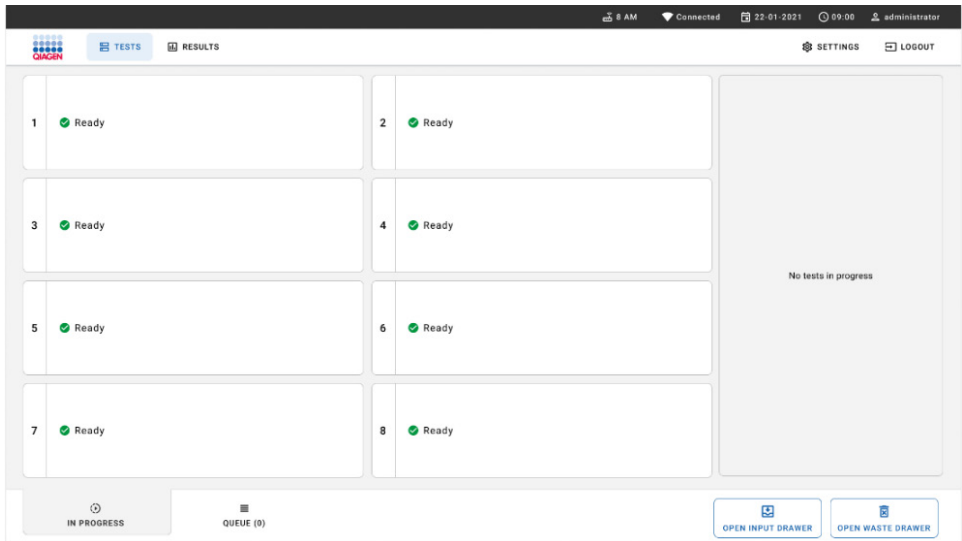 8 AM Connected 22-01-2021 09:00 administrator
QIAGEN TESTS RESULTS SETTINGS LOGOUT
1 Ready 2 Ready
3 Ready 4 Ready
No tests in progress
5 Ready 6 Ready
7 Ready 8 Ready
IN PROGRESS QUEUE (0) OPEN INPUT DRAWER OPEN WASTE DRAWER